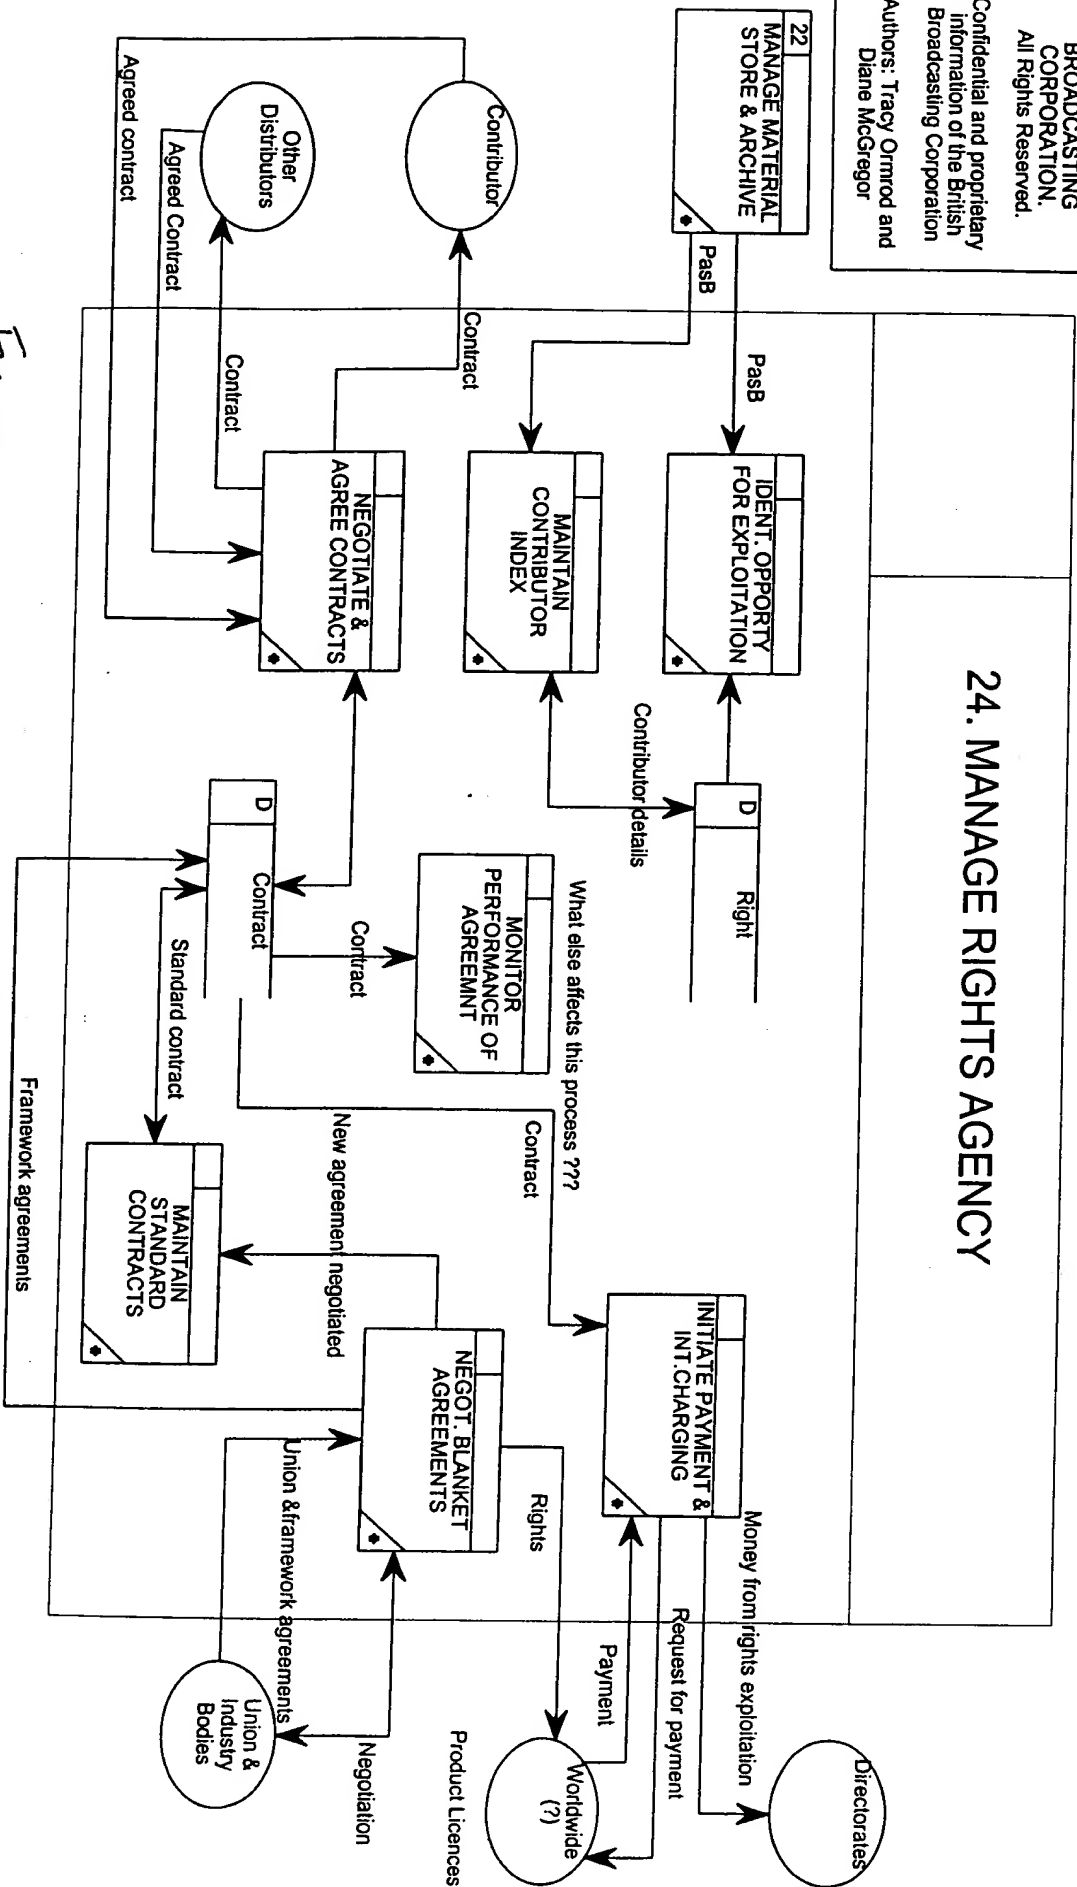 BROADCASTING
CORPORATION.
All Rights Reserved.
Confidential and proprietary
information of the British
Broadcasting Corporation
Authors: Tracy Ormrod and
Diane McGregor
24. MANAGE RIGHTS AGENCY
22
MANAGE MATERIAL
STORE & ARCHIVE
PasB
PasB
IDENT. OPPORTY
FOR EXPLOITATION
D
Right
MAINTAIN
CONTRIBUTOR
INDEX
Contributor details
What else affects this process ???
MONITOR
PERFORMANCE OF
AGREEMNT
Contract
Contract
INITIATE PAYMENT &
INT.CHARGING
Money from rights exploitation
Request for payment
Payment
Directorates
Worldwide
(?)
Product Licences
Rights
Contributor
Contract
Other
Distributors
Contract
Agreed Contract
Agreed contract
NEGOTIATE &
AGREE CONTRACTS
D
Contract
Standard contract
New agreement negotiated
MAINTAIN
STANDARD
CONTRACTS
NEGOT. BLANKET
AGREEMENTS
Negotiation
Union &framework agreements
Union &
Industry
Bodies
Framework agreements